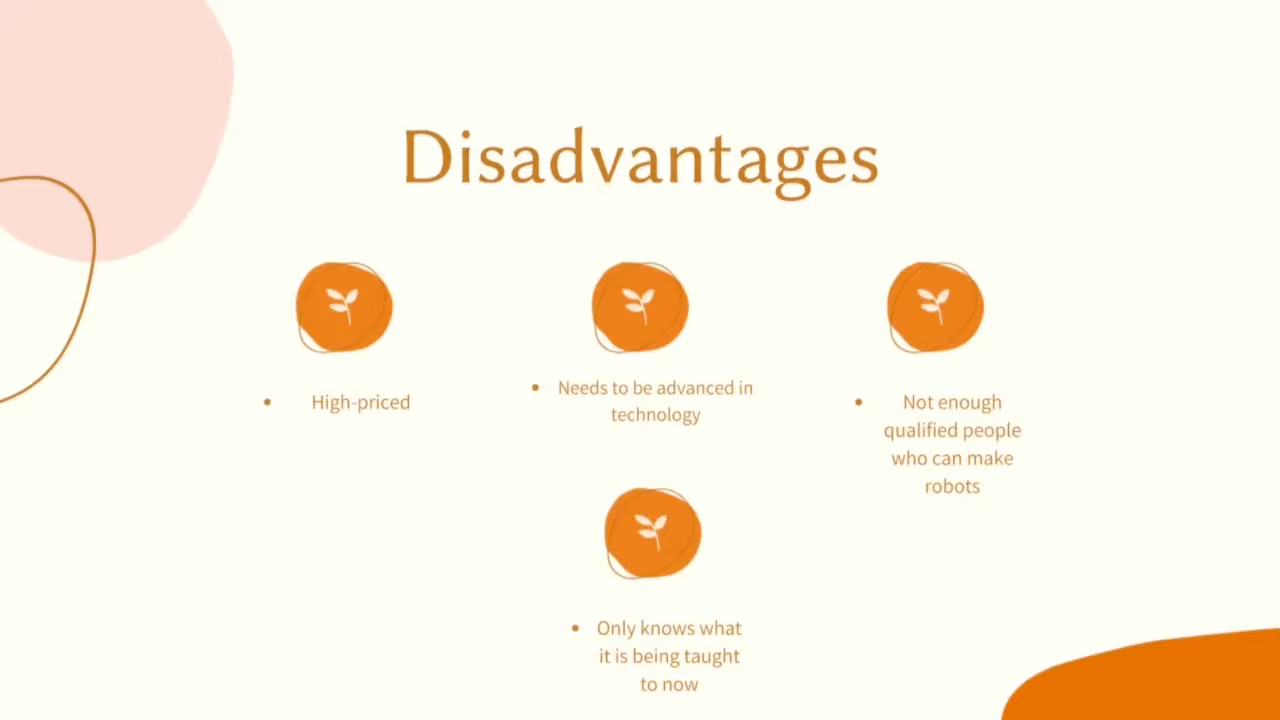 Disadvantages
• High-priced
• Needs to be advanced in
technology
• Not enough
qualified people
who can make
robots
• Only knows what
it is being taught
to now